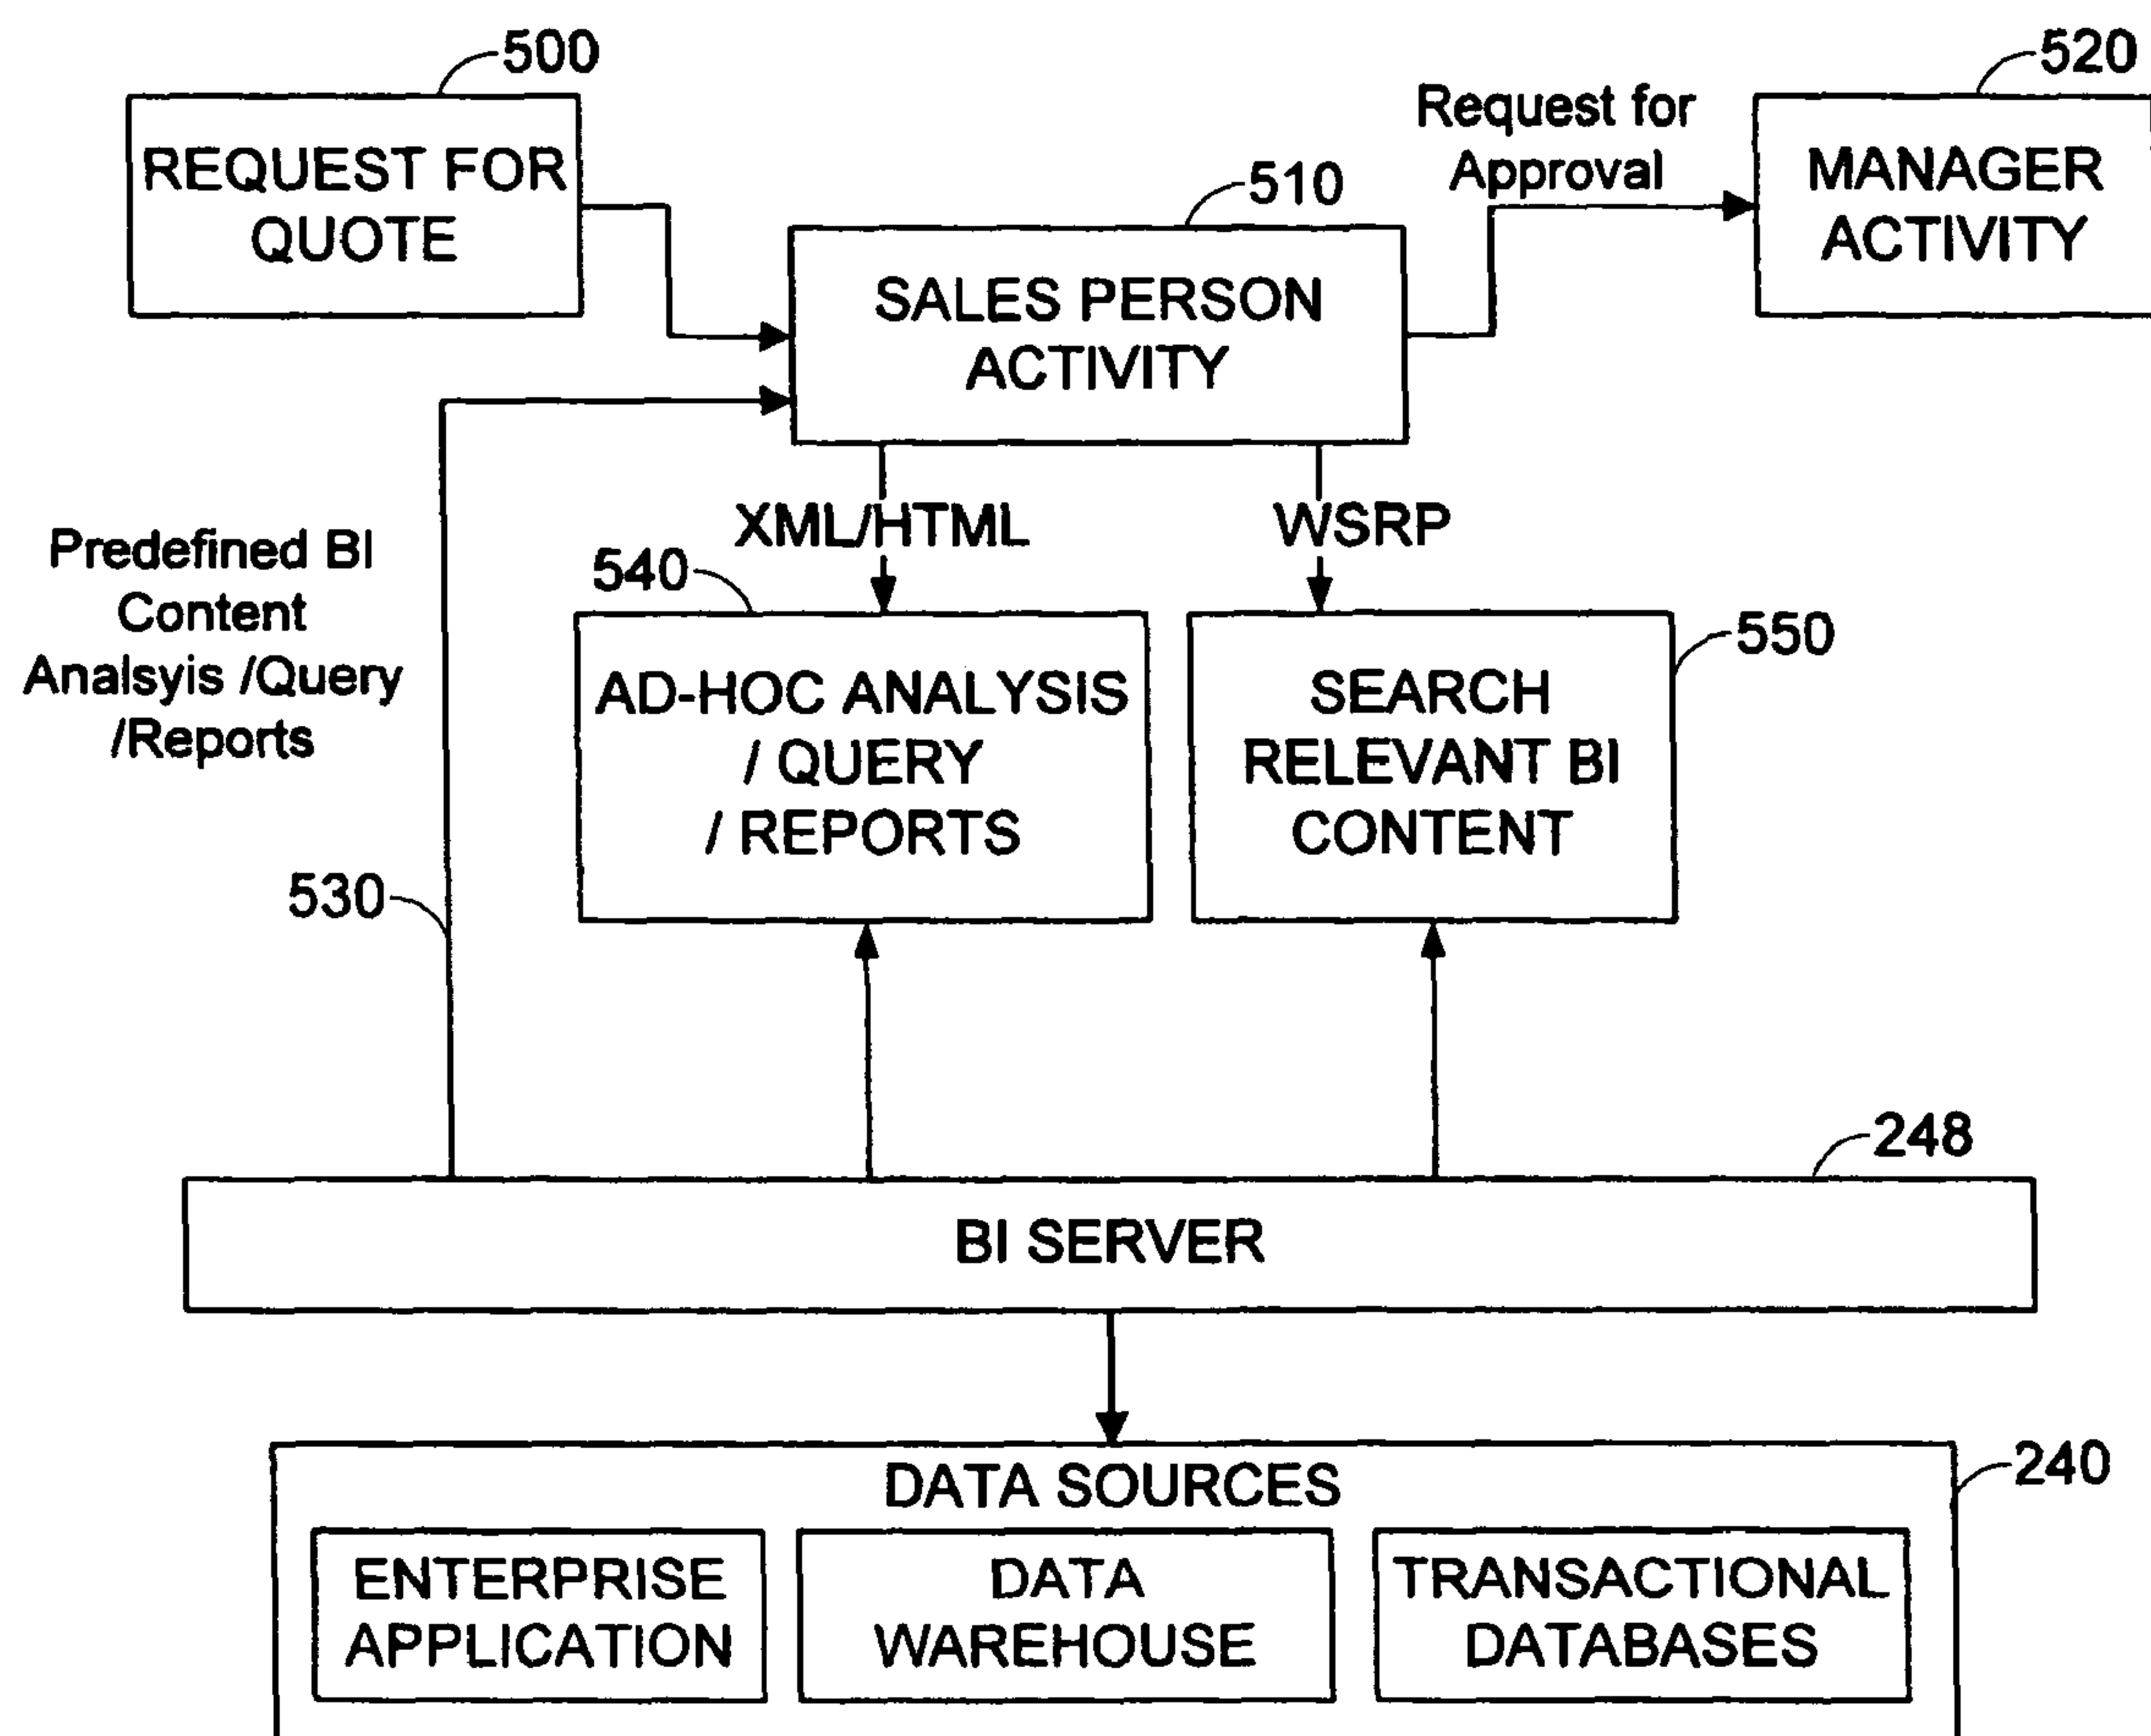 500
520
Request for
Approval
REQUEST FOR
QUOTE
510
MANAGER
ACTIVITY
SALES PERSON
ACTIVITY
XML/HTML
WSRP
Predefined BI
Content
Analsyis /Query
/Reports
540
550
AD-HOC ANALYSIS
/ QUERY
/ REPORTS
SEARCH
RELEVANT BI
CONTENT
530
248
BI SERVER
240
DATA SOURCES
ENTERPRISE
APPLICATION
DATA
WAREHOUSE
TRANSACTIONAL
DATABASES